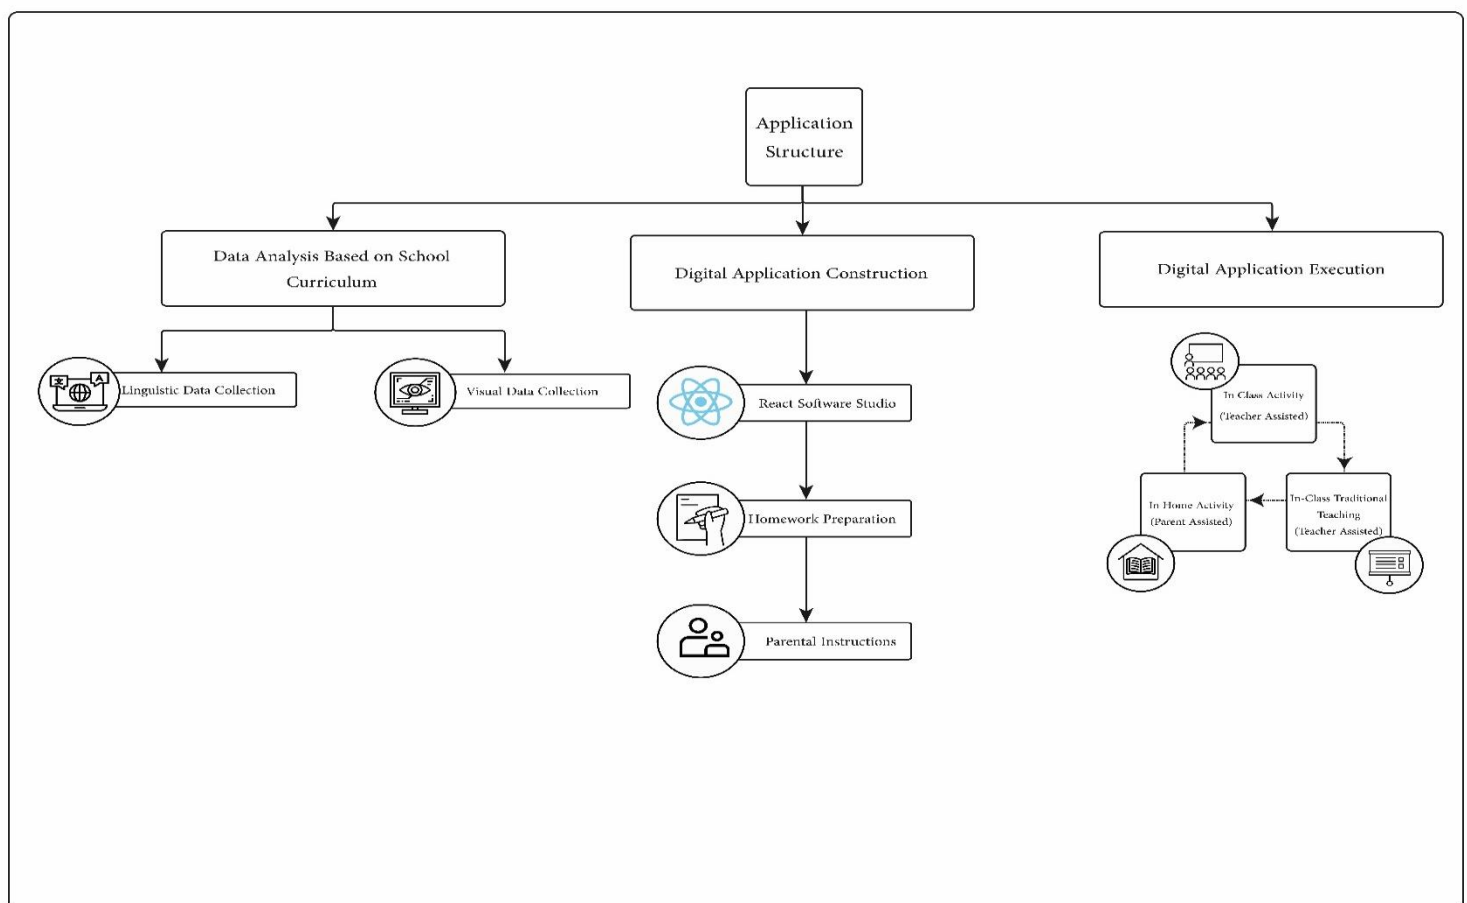 Application
Structure
Data Analysis Based on School
Curriculum
Linguistic Data Collection
Visual Data Collection
Digital Application Construction
React Software Studio
Homework Preparation
Parental Instructions
Digital Application Execution
In Class Activity
(Teacher Assisted)
In Home Activity
(Parent Assisted)
In-Class Traditional
Teaching
(Teacher Assisted)